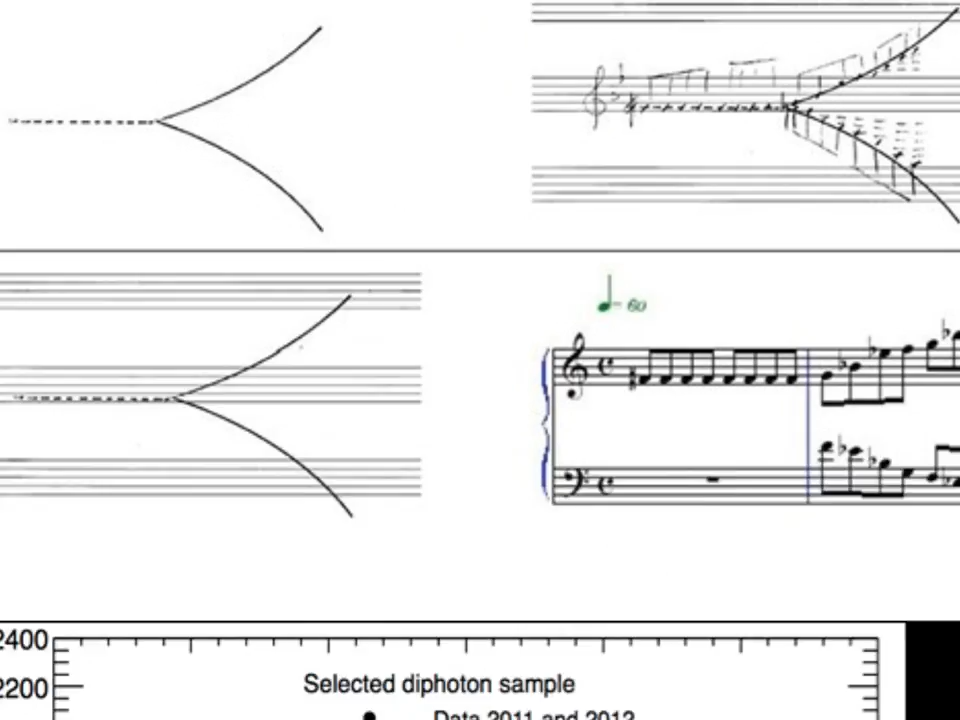 = 60
2400
Selected diphoton sample
2200
Data 2011 and 2012